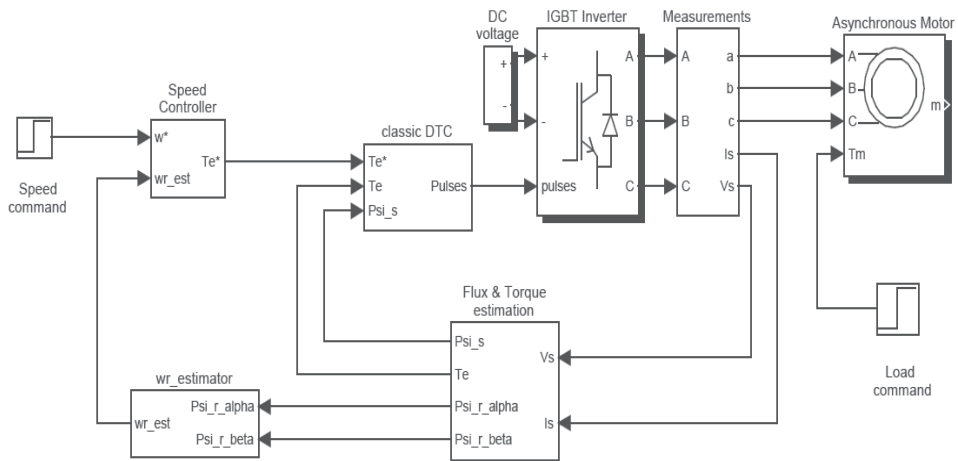 DC
voltage
IGBT Inverter
Measurements
Asynchronous Motor
+
-
+
-
pulses
A
B
C
A
B
C
a
b
c
Is
Vs
A
B
C
Tm
m
Speed
Controller
w*
wr_est
Te*
Speed
command
classic DTC
Te*
Te
Psi_s
Pulses
Flux & Torque
estimation
Psi_s
Te
Psi_r_alpha
Psi_r_beta
Vs
Is
Load
command
wr_estimator
wr_est
Psi_r_alpha
Psi_r_beta